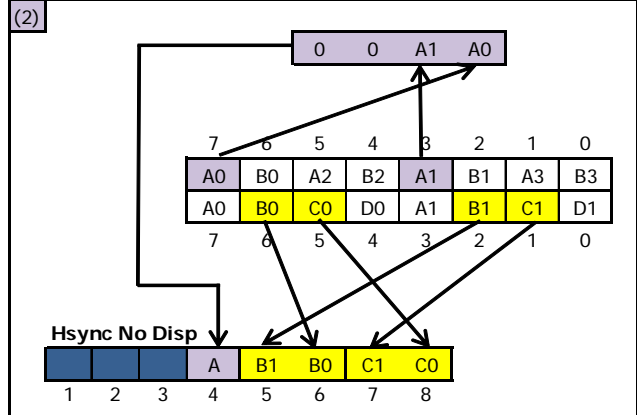 (2)
0 0 A1 A0
7 6 5 4 3 2 1 0
A0 B0 A2 B2 A1 B1 A3 B3
A0 B0 C0 D0 A1 B1 C1 D1
7 6 5 4 3 2 1 0
Hsync No Disp
A B1 B0 C1 C0
1 2 3 4 5 6 7 8